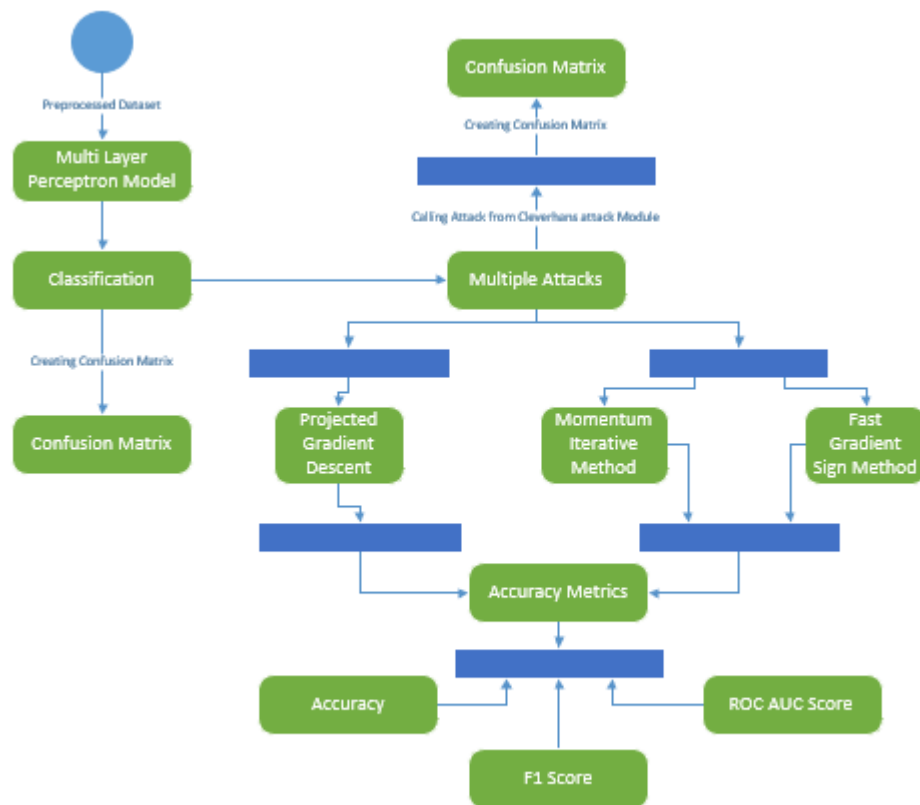 Confusion Matrix
Preprocessed Dataset
Creating Confusion Matrix
Multi Layer
Perceptron Model
Calling Attack from Cleverhans attack Module
Classification
Multiple Attacks
Creating Confusion Matrix
Confusion Matrix
Projected
Gradient
Descent
Momentum
Iterative
Method
Fast
Gradient
Sign Method
Accuracy Metrics
Accuracy
ROC AUC Score
F1 Score